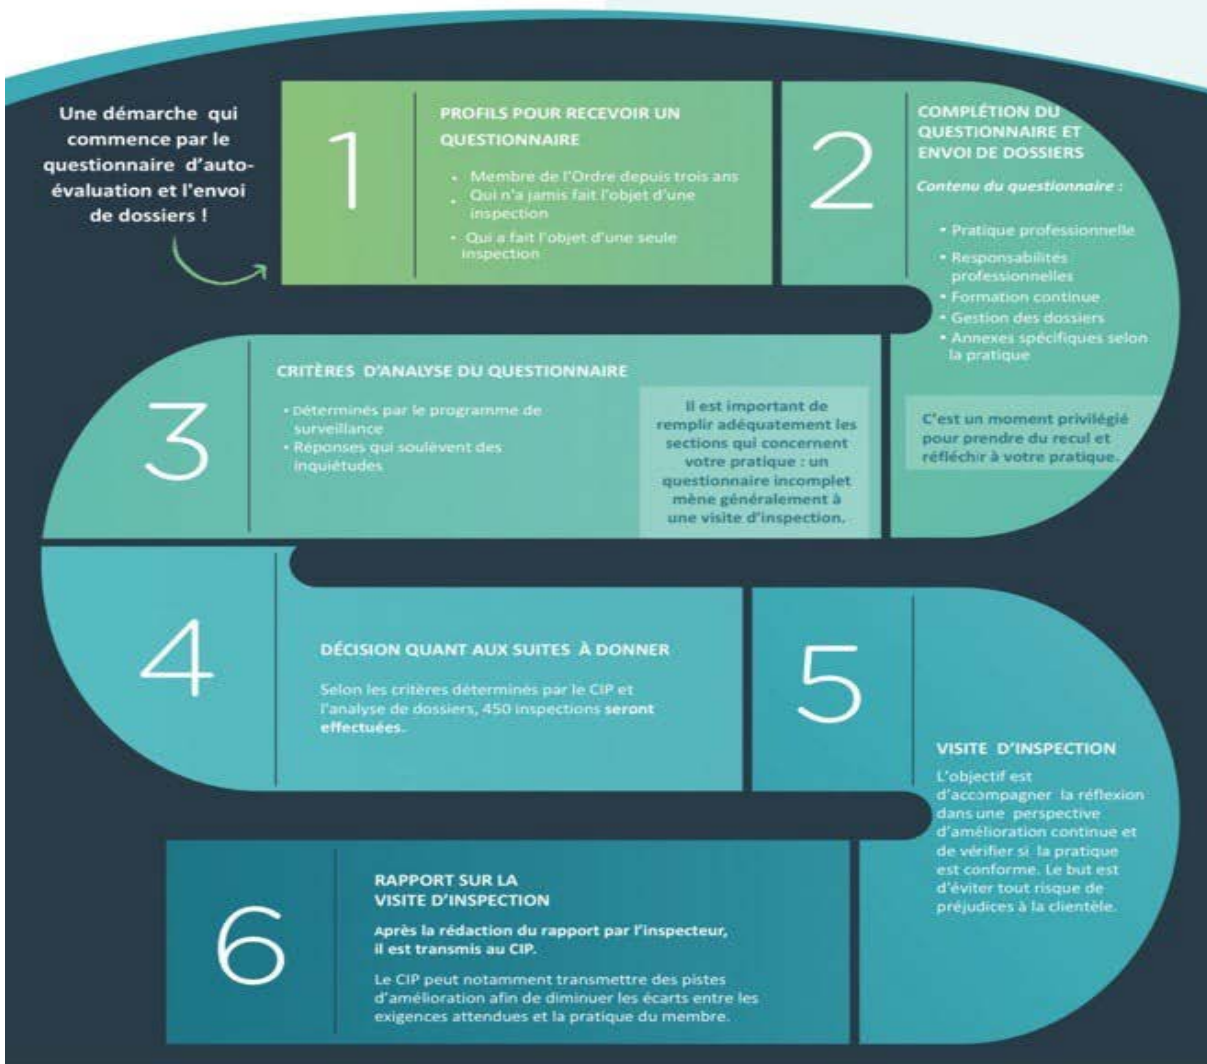 Une démarche qui
commence par le
questionnaire d'auto-
évaluation et l'envoi
de dossiers !
1
PROFILS POUR RECEVOIR UN
QUESTIONNAIRE
• Membre de l'Ordre depuis trois ans
• Qui n'a jamais fait l'objet d'une
inspection
• Qui a fait l'objet d'une seule
inspection
2
COMPLÉTION DU
QUESTIONNAIRE ET
ENVOI DE DOSSIERS
Contenu du questionnaire :
• Pratique professionnelle
• Responsabilités
professionnelles
• Formation continue
• Gestion des dossiers
• Annexes spécifiques selon
la pratique
C'est un moment privilégié
pour prendre du recul et
réfléchir à votre pratique.
3
CRITÈRES D'ANALYSE DU QUESTIONNAIRE
• Déterminés par le programme de
surveillance
• Réponses qui soulèvent des
inquiétudes
Il est important de
remplir adéquatement les
sections qui concernent
votre pratique : un
questionnaire incomplet
mène généralement à
une visite d'inspection.
4
DÉCISION QUANT AUX SUITES À DONNER
Selon les critères déterminés par le CIP et
l'analyse de dossiers, 450 inspections seront
effectuées.
5
VISITE D'INSPECTION
L'objectif est
d'accompagner la réflexion
dans une perspective
d'amélioration continue et
de vérifier si la pratique
est conforme. Le but est
d'éviter tout risque de
préjudices à la clientèle.
6
RAPPORT SUR LA
VISITE D'INSPECTION
Après la rédaction du rapport par l'inspecteur,
il est transmis au CIP.
Le CIP peut notamment transmettre des pistes
d'amélioration afin de diminuer les écarts entre les
exigences attendues et la pratique du membre.